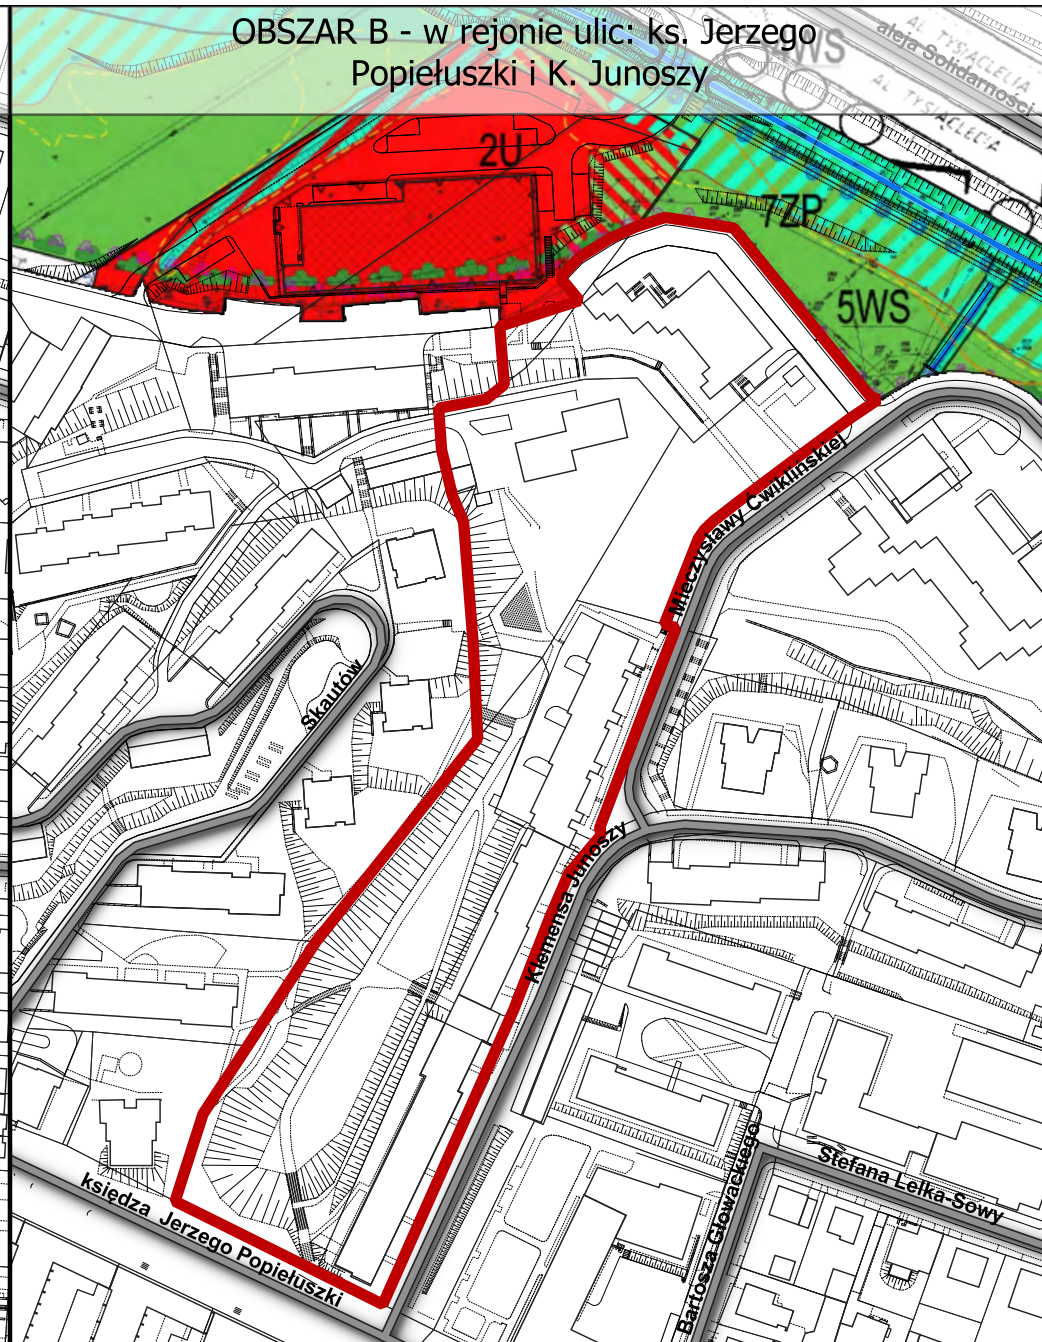 OBSZAR B - w rejonie ulic: ks. Jerzego
Popiełuszki i K. Junoszy
WS
AL. TYSIĄCLECIA
aleja Solidarności
AL. TYSIĄCLECIA
2U
7ZP
5WS
Mieczysławy Ćwiklińskiej
Skautów
Klemensa Junoszy
księdza Jerzego Popiełuszki
Bartosza Głowackiego
Stefana Lelka-Sowy